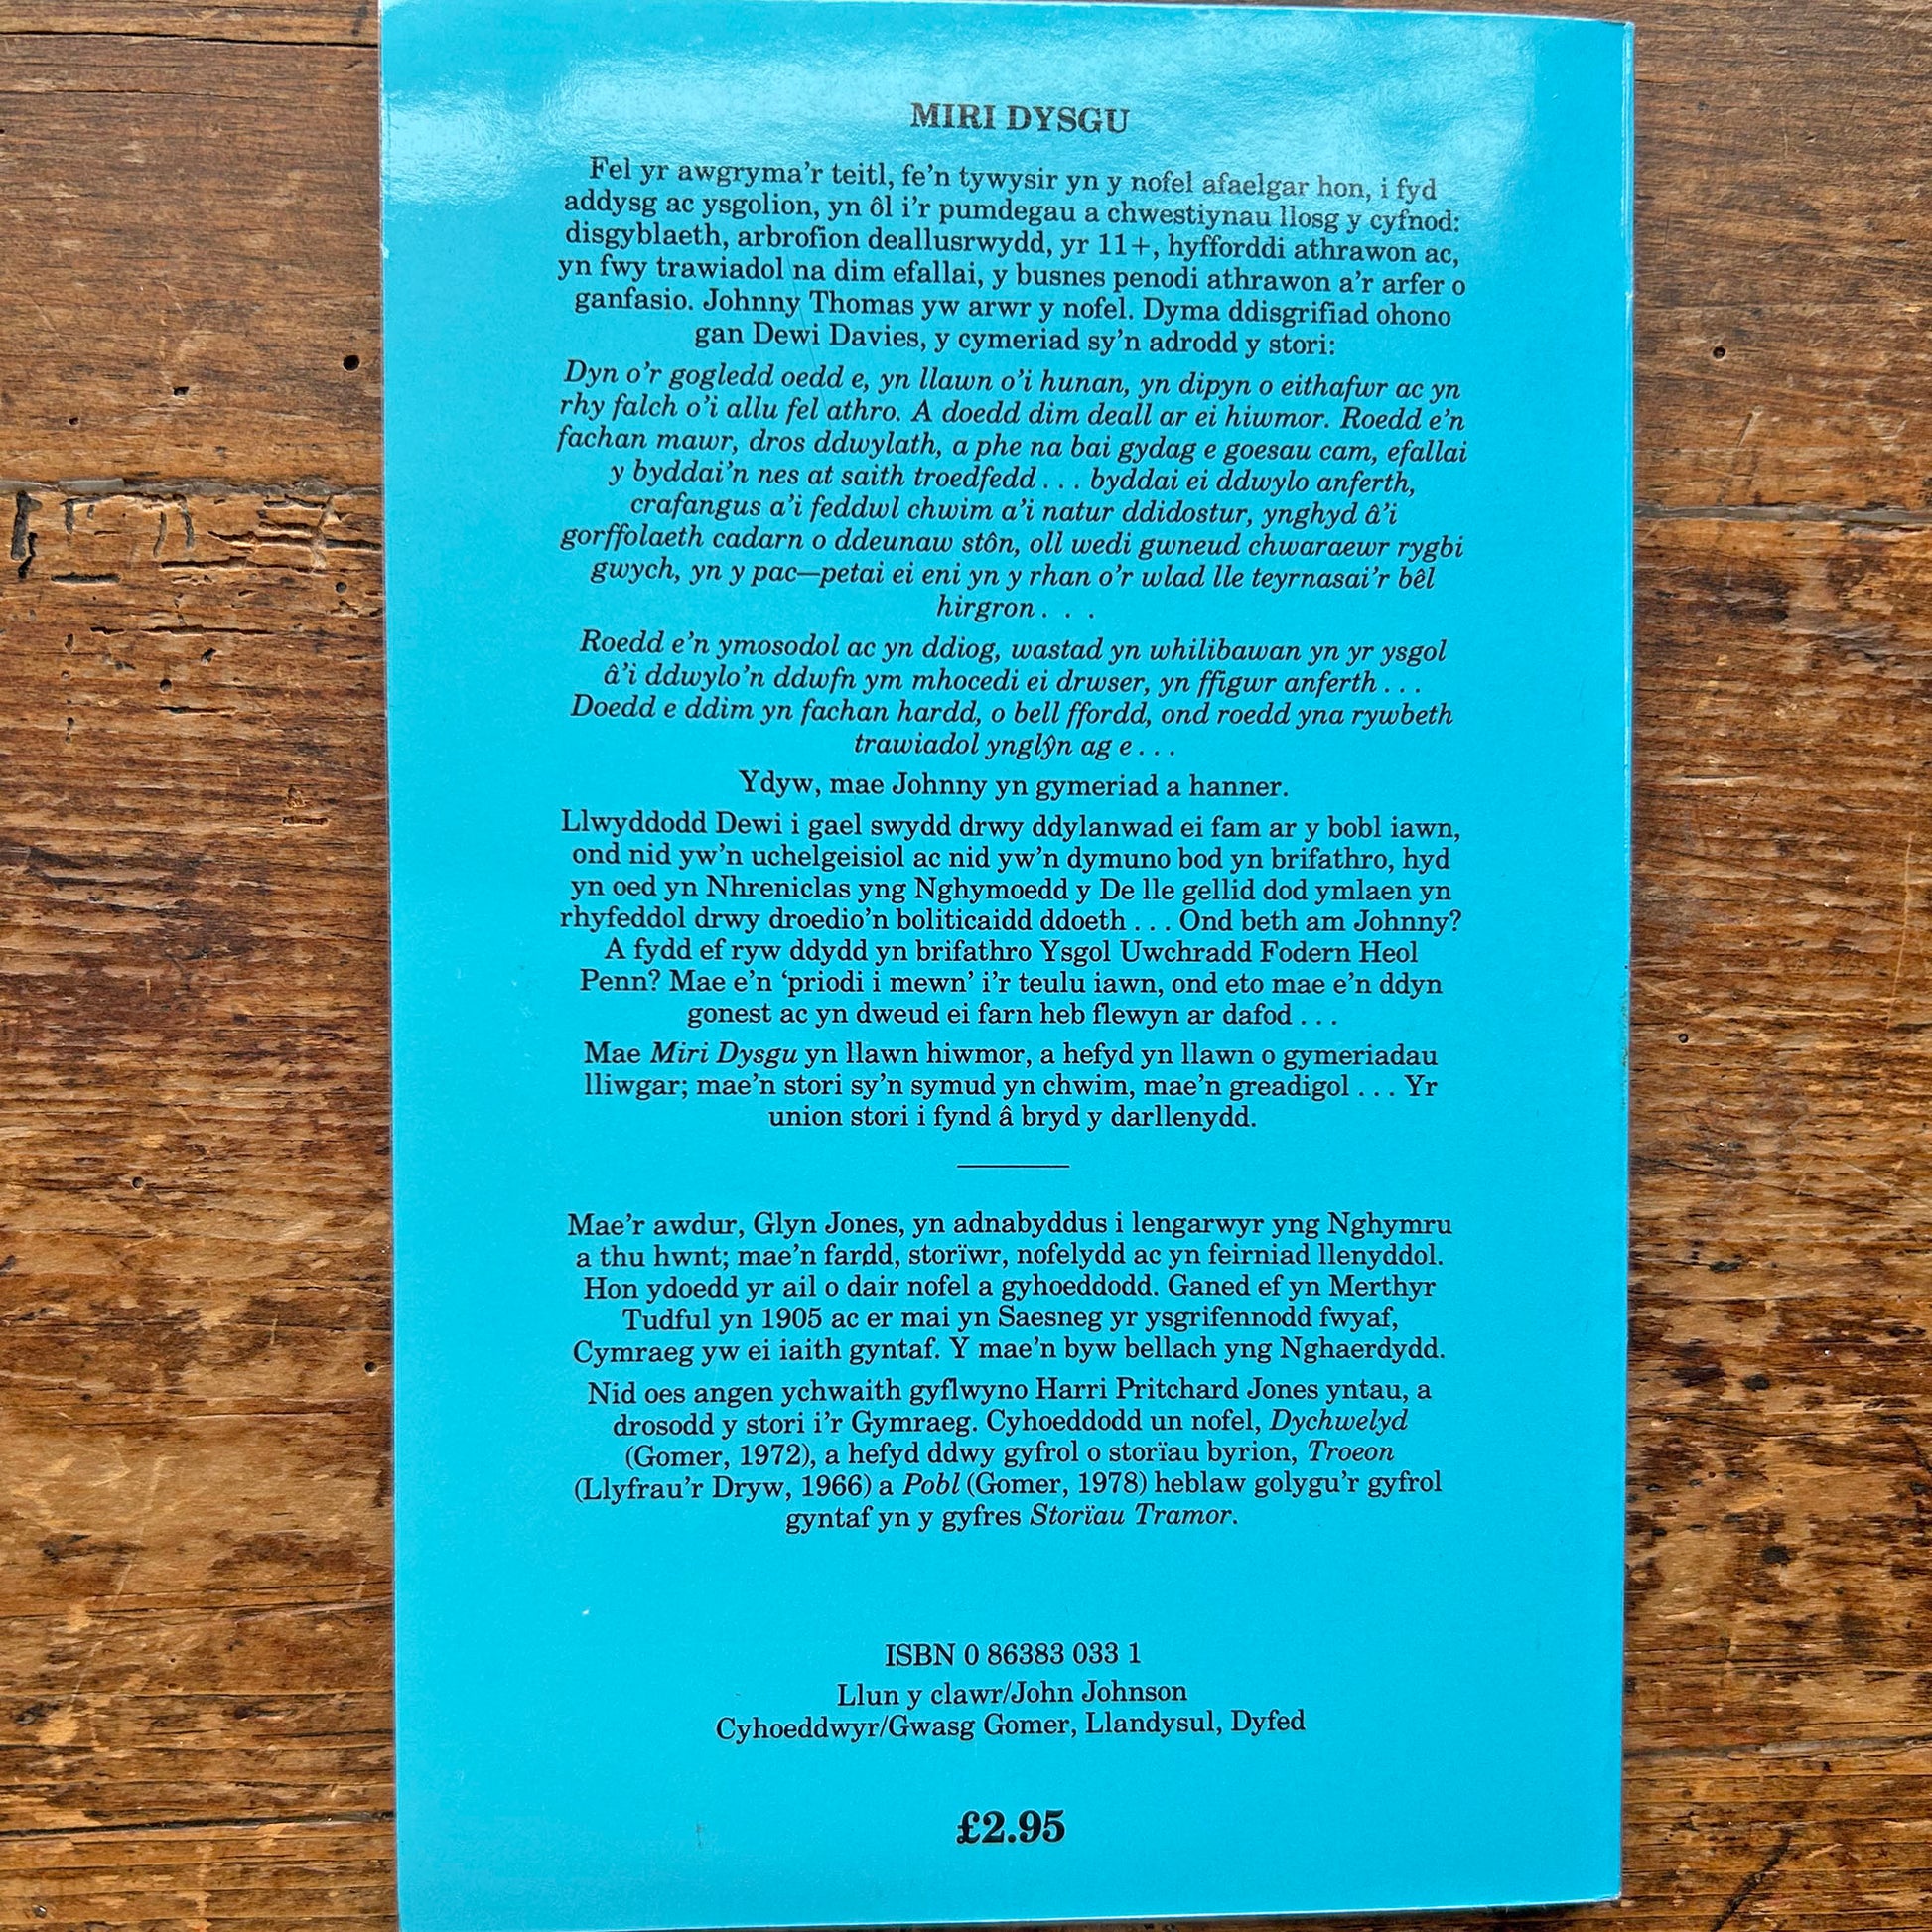 MIRI DYSGU
Fel yr awgryma'r teitl, fe'n tywysir yn y nofel afaelgar hon, i fyd
addysg ac ysgolion, yn ôl i'r pumdegau a chwestiynau llosg y cyfnod:
disgyblaeth, arbrofion deallusrwydd, yr 11+, hyfforddi athrawon ac,
yn fwy trawiadol na dim efallai, y busnes penodi athrawon a'r arfer o
ganfasio. Johnny Thomas yw arwr y nofel. Dyma ddisgrifiad ohono
gan Dewi Davies, y cymeriad sy'n adrodd y stori:
Dyn o'r gogledd oedd e, yn llawn o'i hunan, yn dipyn o eithafwr ac yn
rhy falch o'i allu fel athro. A doedd dim deall ar ei hiwmor. Roedd e'n
fachan mawr, dros ddwylath, a phe na bai gydag e goesau cam, efallai
y byddai'n nes at saith troedfedd . . . byddai ei ddwylo anferth,
crafangus a'i feddwl chwim a'i natur ddidostur, ynghyd â'i
gorffolaeth cadarn o ddeunaw stôn, oll wedi gwneud chwaraewr rygbi
gwych, yn y pac—petai ei eni yn y rhan o'r wlad lle teyrnasai'r bêl
hirgron . . .
Roedd e'n ymosodol ac yn ddiog, wastad yn whilibawan yn yr ysgol
â'i ddwylo'n ddwfn ym mhocedi ei drwser, yn ffigwr anferth . . .
Doedd e ddim yn fachan hardd, o bell ffordd, ond roedd yna rywbeth
trawiadol ynglŷn ag e . . .
Ydyw, mae Johnny yn gymeriad a hanner.
Llwyddodd Dewi i gael swydd drwy ddylanwad ei fam ar y bobl iawn,
ond nid yw'n uchelgeisiol ac nid yw'n dymuno bod yn brifathro, hyd
yn oed yn Nhreniclas yng Nghymoedd y De lle gellid dod ymlaen yn
rhyfeddol drwy droedio'n boliticaidd ddoeth . . . Ond beth am Johnny?
A fydd ef ryw ddydd yn brifathro Ysgol Uwchradd Fodern Heol
Penn? Mae e'n 'priodi i mewn' i'r teulu iawn, ond eto mae e'n ddyn
gonest ac yn dweud ei farn heb flewyn ar dafod . . .
Mae Miri Dysgu yn llawn hiwmor, a hefyd yn llawn o gymeriadau
lliwgar; mae'n stori sy'n symud yn chwim, mae'n greadigol . . . Yr
union stori i fynd â bryd y darllenydd.
Mae'r awdur, Glyn Jones, yn adnabyddus i lengarwyr yng Nghymru
a thu hwnt; mae'n fardd, storïwr, nofelydd ac yn feirniad llenyddol.
Hon ydoedd yr ail o dair nofel a gyhoeddodd. Ganed ef yn Merthyr
Tudful yn 1905 ac er mai yn Saesneg yr ysgrifennodd fwyaf,
Cymraeg yw ei iaith gyntaf. Y mae'n byw bellach yng Nghaerdydd.
Nid oes angen ychwaith gyflwyno Harri Pritchard Jones yntau, a
drosodd y stori i'r Gymraeg. Cyhoeddodd un nofel, Dychwelyd
(Gomer, 1972), a hefyd ddwy gyfrol o storïau byrion, Troeon
(Llyfrau'r Dryw, 1966) a Pobl (Gomer, 1978) heblaw golygu'r gyfrol
gyntaf yn y gyfres Storïau Tramor.
ISBN 0 86383 033 1
Llun y clawr/John Johnson
Cyhoeddwyr/Gwasg Gomer, Llandysul, Dyfed
£2.95